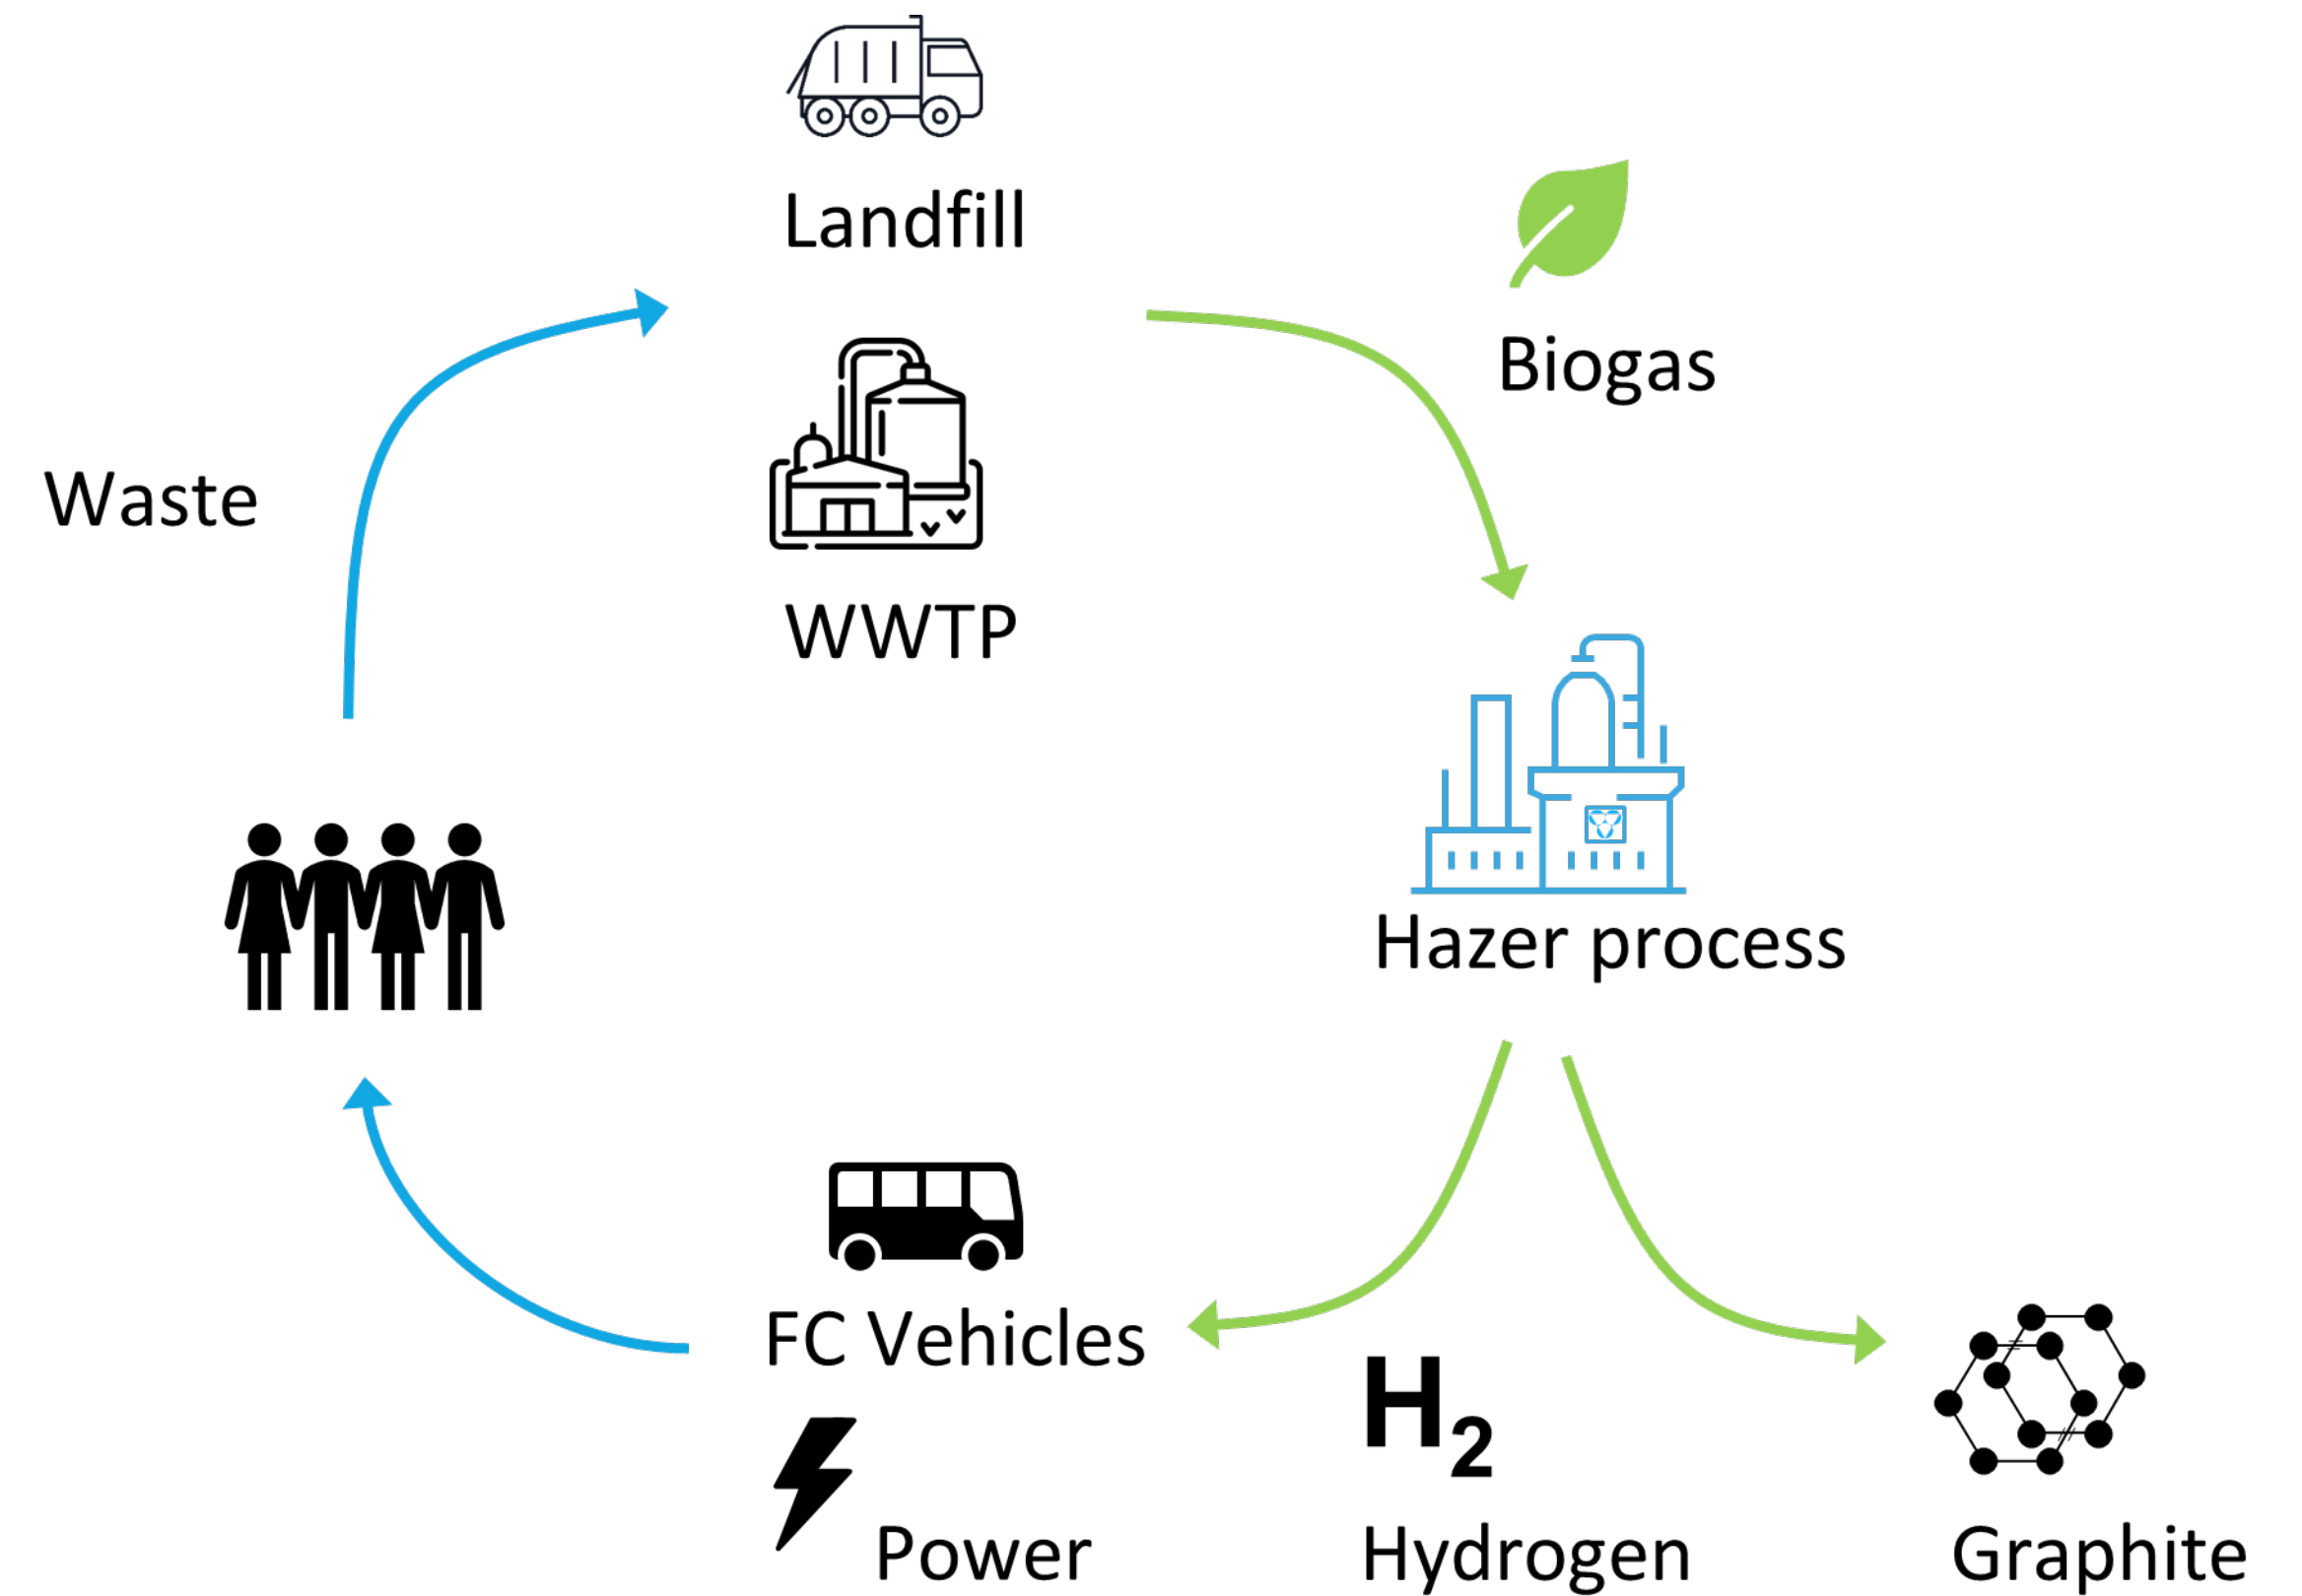 Landfill
Biogas
Waste
WWTP
Hazer process
FC Vehicles
H₂
Power
Hydrogen
Graphite